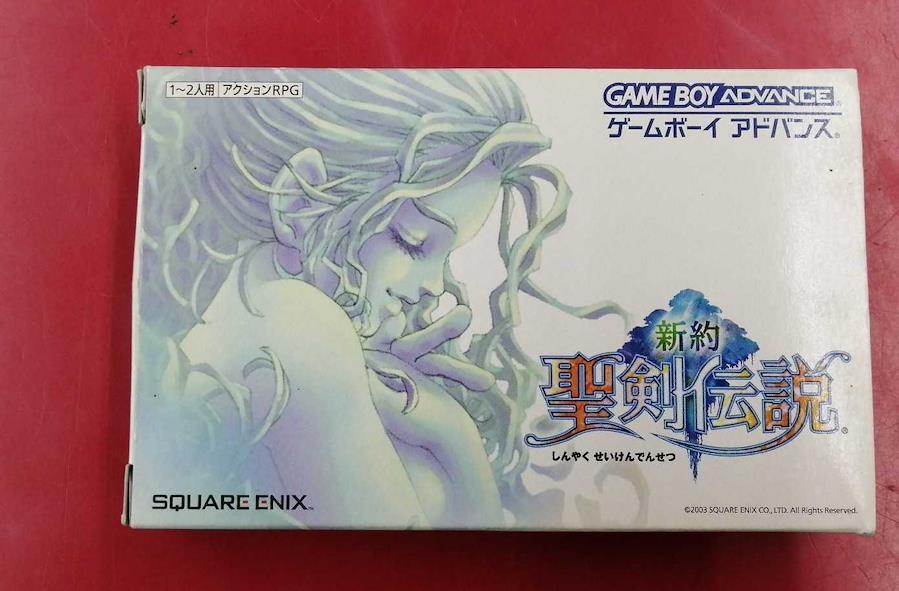 1〜2人用 アクションRPG
GAME BOY ADVANCE
ゲームボーイ アドバンス
新約
聖剣伝説
しんやく せいけんでんせつ
SQUARE ENIX™
©2003 SQUARE ENIX CO., LTD. All Rights Reserved.